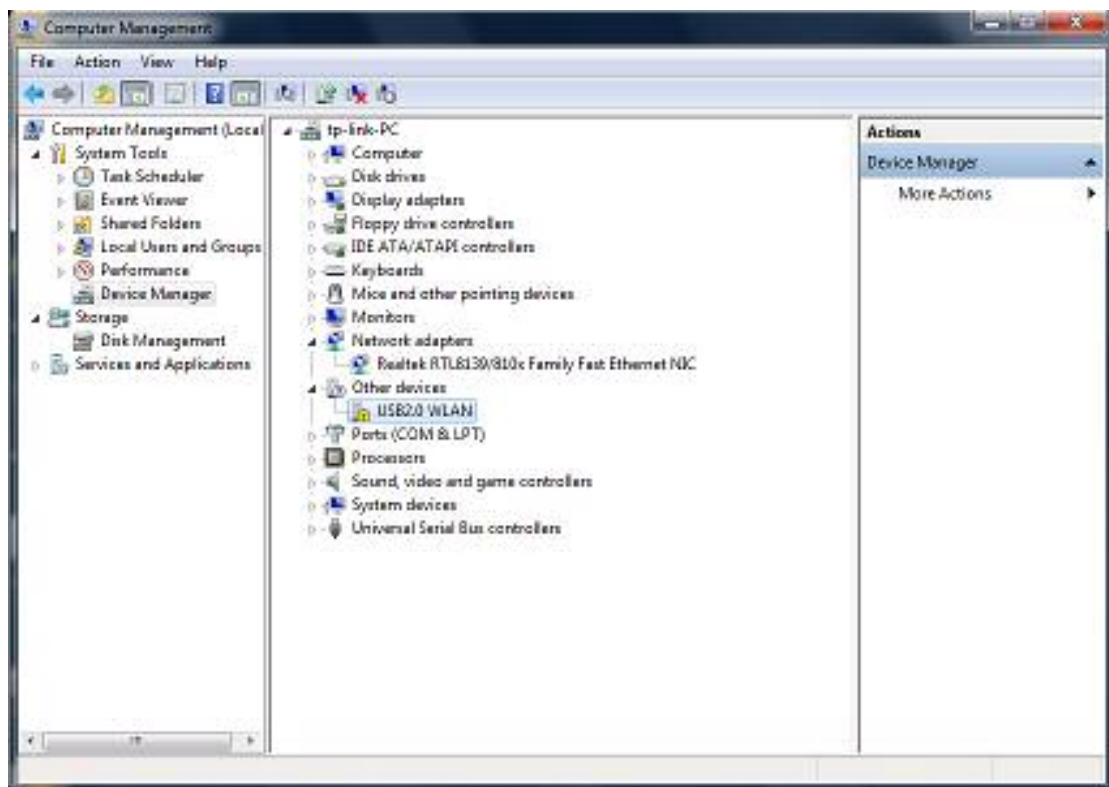 Computer Management
File Action View Help
Computer Management (Local
System Tools
Task Scheduler
Event Viewer
Shared Folders
Local Users and Groups
Performance
Device Manager
Storage
Disk Management
Services and Applications
tp-link-PC
Computer
Disk drives
Display adapters
Floppy drive controllers
IDE ATA/ATAPI controllers
Keyboards
Mice and other pointing devices
Monitors
Network adapters
Realtek RTL8139/810x Family Fast Ethernet NIC
Other devices
USB2.0 WLAN
Ports (COM & LPT)
Processors
Sound, video and game controllers
System devices
Universal Serial Bus controllers
Actions
Device Manager
More Actions